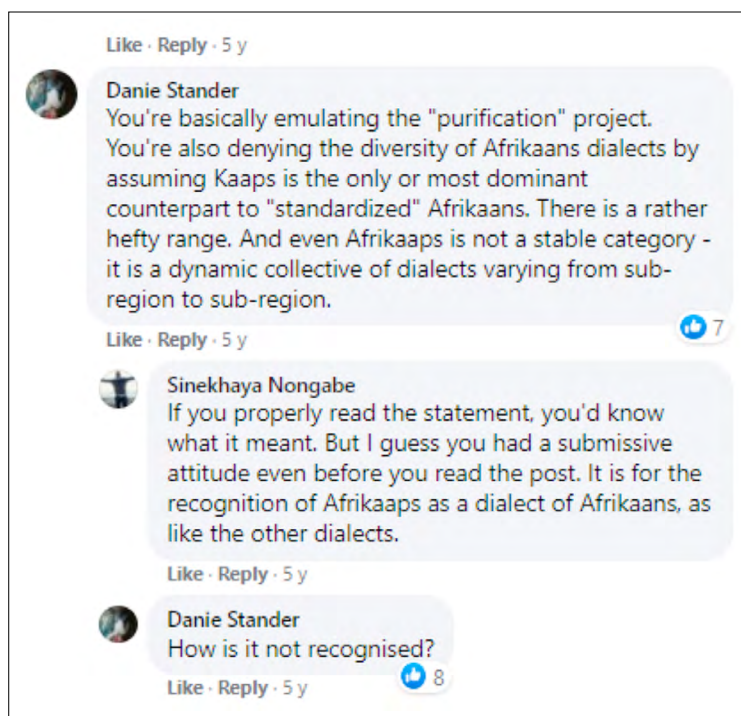 Like · Reply · 5 y
Danie Stander
You're basically emulating the "purification" project.
You're also denying the diversity of Afrikaans dialects by
assuming Kaaps is the only or most dominant
counterpart to "standardized" Afrikaans. There is a rather
hefty range. And even Afrikaaps is not a stable category -
it is a dynamic collective of dialects varying from sub-
region to sub-region.
7
Like · Reply · 5 y
Sinekhaya Nongabe
If you properly read the statement, you'd know
what it meant. But I guess you had a submissive
attitude even before you read the post. It is for the
recognition of Afrikaaps as a dialect of Afrikaans, as
like the other dialects.
Like · Reply · 5 y
Danie Stander
How is it not recognised?
8
Like · Reply · 5 y